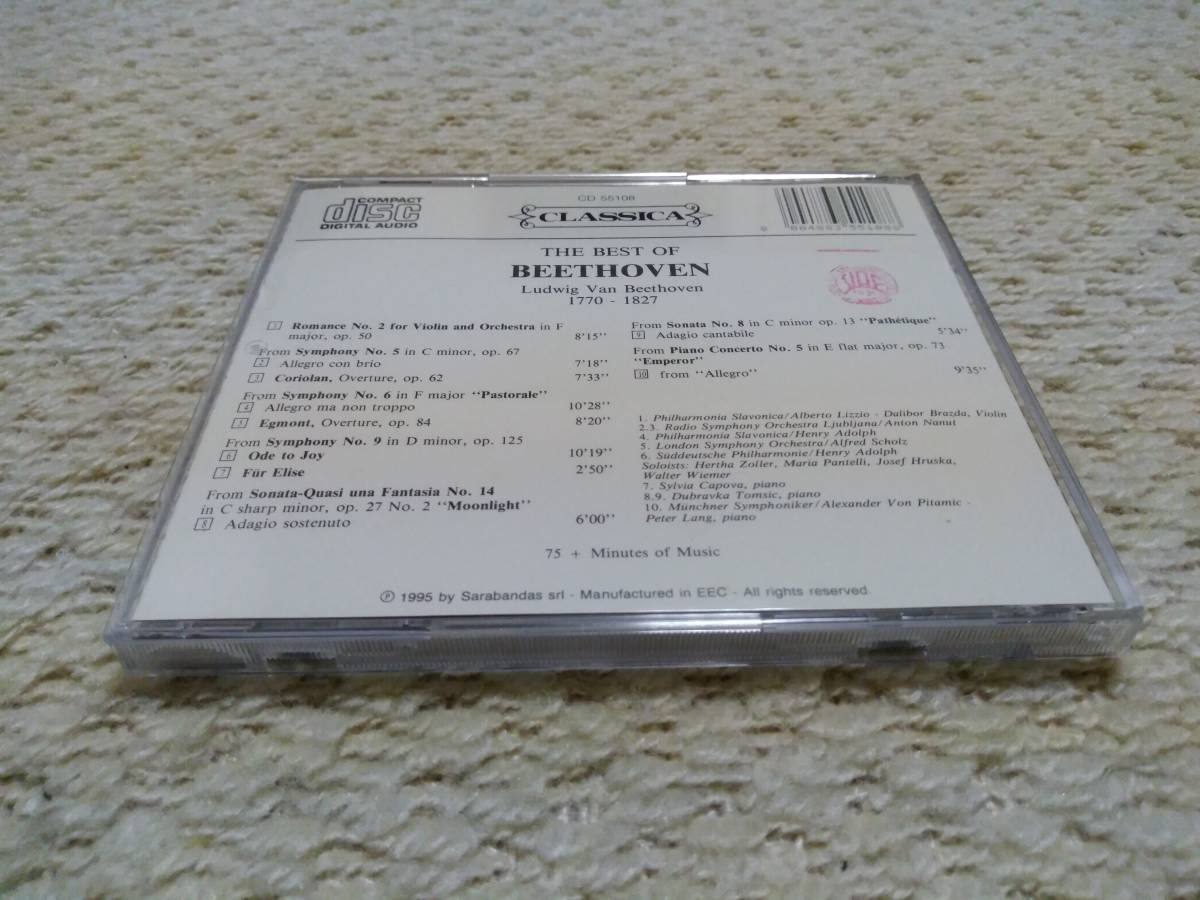 COMPACT
disc
DIGITAL AUDIO
CD 55108
CLASSICA
THE BEST OF
BEETHOVEN
Ludwig Van Beethoven
1770 - 1827
1 Romance No. 2 for Violin and Orchestra in F
major, op. 50 8'15"
From Symphony No. 5 in C minor, op. 67
2 Allegro con brio 7'18"
3 Coriolan, Overture, op. 62 7'33"
From Symphony No. 6 in F major "Pastorale"
4 Allegro ma non troppo 10'28"
5 Egmont, Overture, op. 84 8'20"
From Symphony No. 9 in D minor, op. 125
6 Ode to Joy 10'19"
7 Für Elise 2'50"
From Sonata-Quasi una Fantasia No. 14
in C sharp minor, op. 27 No. 2 "Moonlight"
8 Adagio sostenuto 6'00"
From Sonata No. 8 in C minor op. 13 "Pathétique"
9 Adagio cantabile 5'34"
From Piano Concerto No. 5 in E flat major, op. 73
"Emperor"
10 from "Allegro" 9'35"
1. Philharmonia Slavonica/Alberto Lizzio - Dalibor Brazda, Violin
2.3. Radio Symphony Orchestra Ljubljana/Anton Nanut
4. Philharmonia Slavonica/Henry Adolph
5. London Symphony Orchestra/Alfred Scholz
6. Süddeutsche Philharmonie/Henry Adolph
Soloists: Hertha Zoller, Maria Pantelli, Josef Hruska,
Walter Wiemer
7. Sylvia Capova, piano
8.9. Dubravka Tomsic, piano
10. Münchner Symphoniker/Alexander Von Pitamic -
Peter Lang, piano
75 + Minutes of Music
℗ 1995 by Sarabandas srl - Manufactured in EEC - All rights reserved.